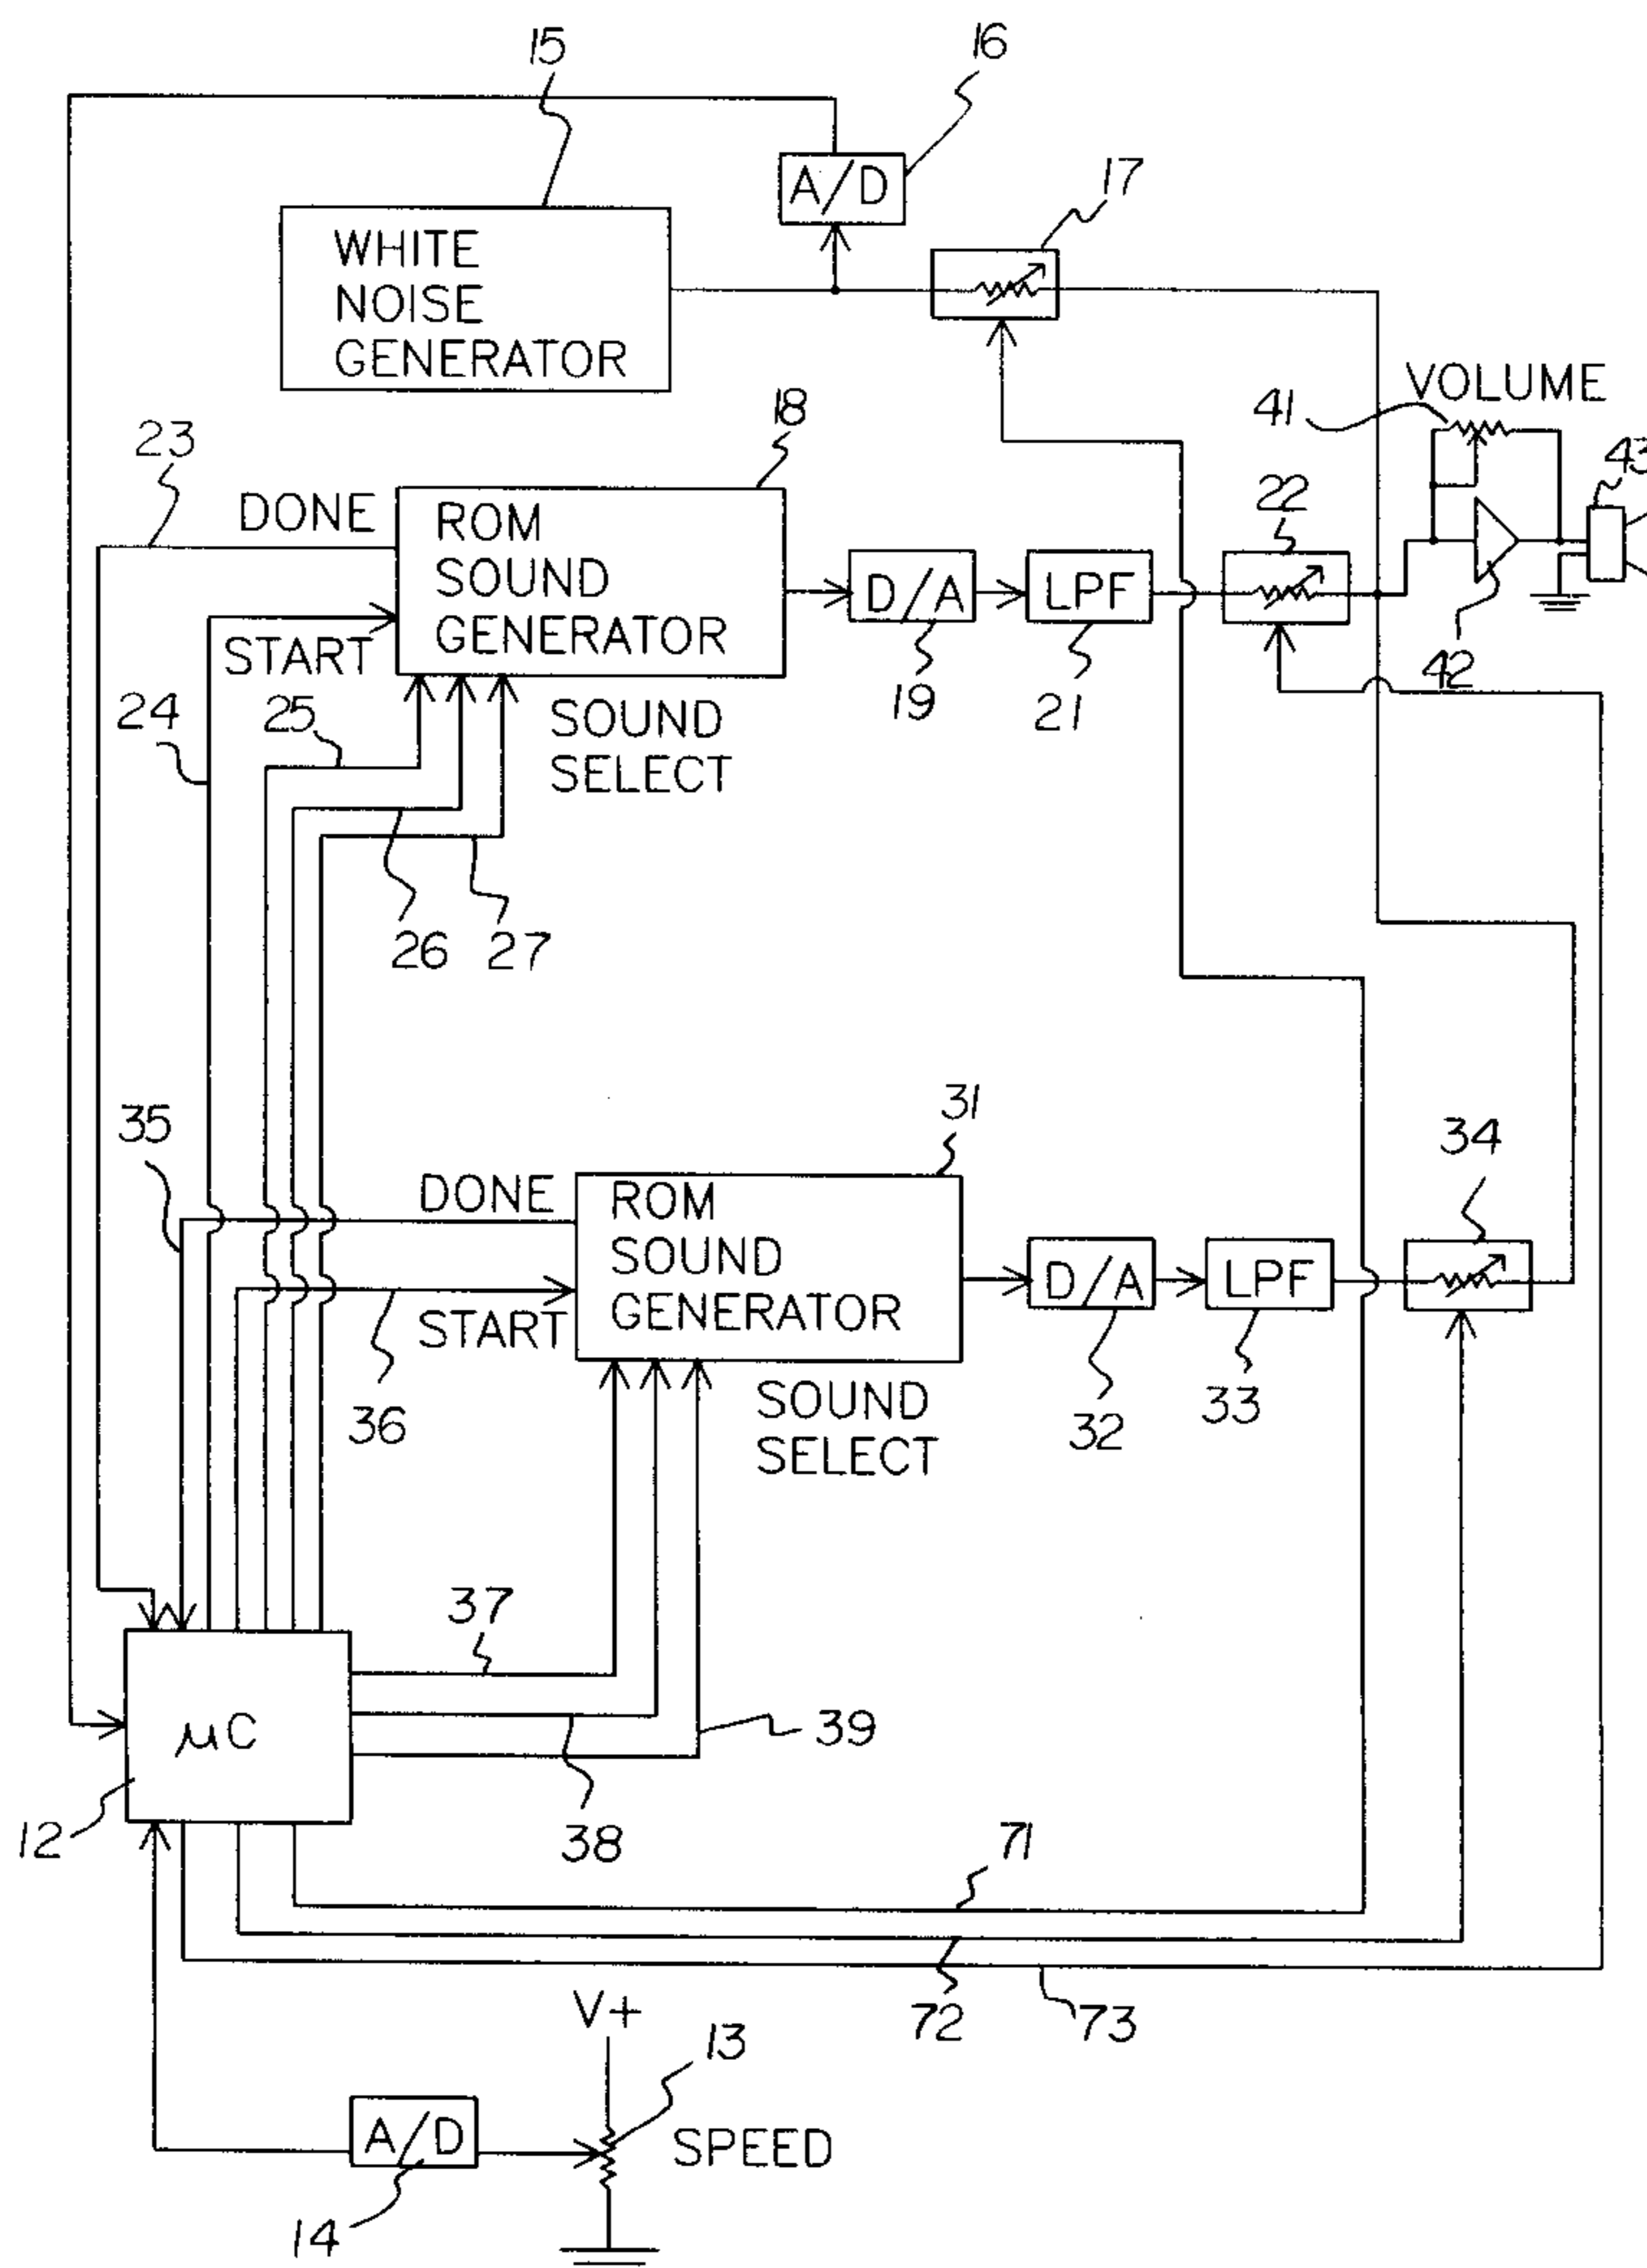 15
16
A/D
17
WHITE
NOISE
GENERATOR
VOLUME
41
18
43
23
DONE
ROM
SOUND
GENERATOR
22
D/A
LPF
START
42
24
25
SOUND
SELECT
19
21
26
27
31
35
34
DONE
ROM
SOUND
GENERATOR
D/A
LPF
START
36
SOUND
SELECT
32
33
37
μC
39
12
38
71
72
73
V+
13
A/D
SPEED
14